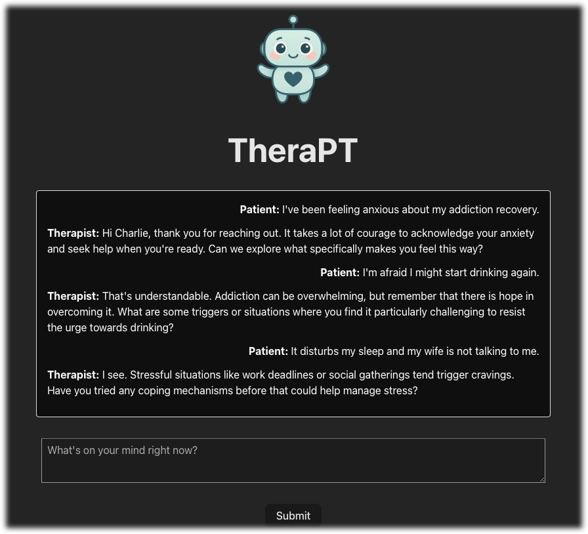 TheraPT
Patient: I've been feeling anxious about my addiction recovery.
Therapist: Hi Charlie, thank you for reaching out. It takes a lot of courage to acknowledge your anxiety
and seek help when you're ready. Can we explore what specifically makes you feel this way?
Patient: I'm afraid I might start drinking again.
Therapist: That's understandable. Addiction can be overwhelming, but remember that there is hope in
overcoming it. What are some triggers or situations where you find it particularly challenging to resist
the urge towards drinking?
Patient: It disturbs my sleep and my wife is not talking to me.
Therapist: I see. Stressful situations like work deadlines or social gatherings tend trigger cravings.
Have you tried any coping mechanisms before that could help manage stress?
What's on your mind right now?
Submit